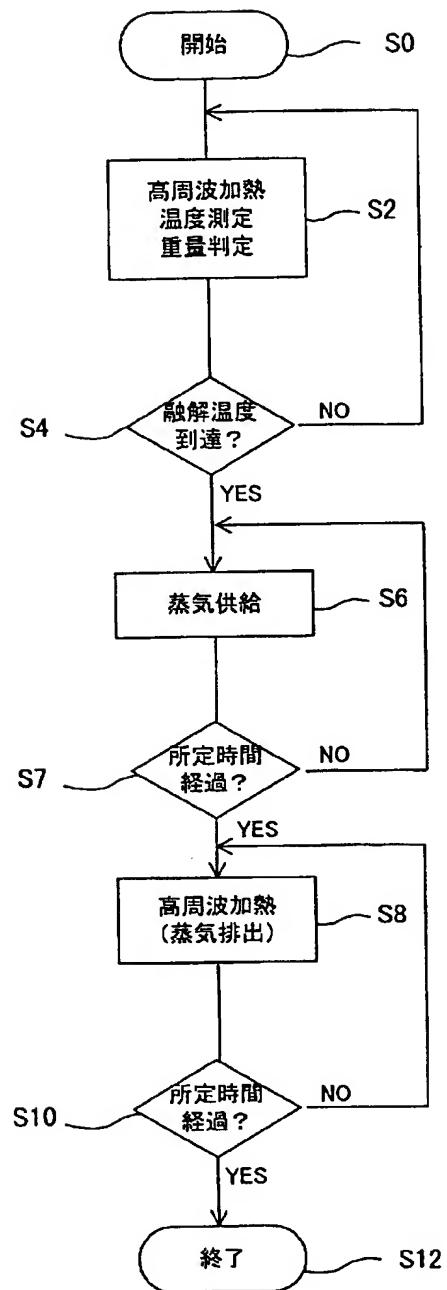 開始
S0
高周波加熱
温度測定
重量判定
S2
融解温度
到達？
S4
NO
YES
蒸気供給
S6
所定時間
経過？
S7
NO
YES
高周波加熱
（蒸気排出）
S8
所定時間
経過？
S10
NO
YES
終了
S12